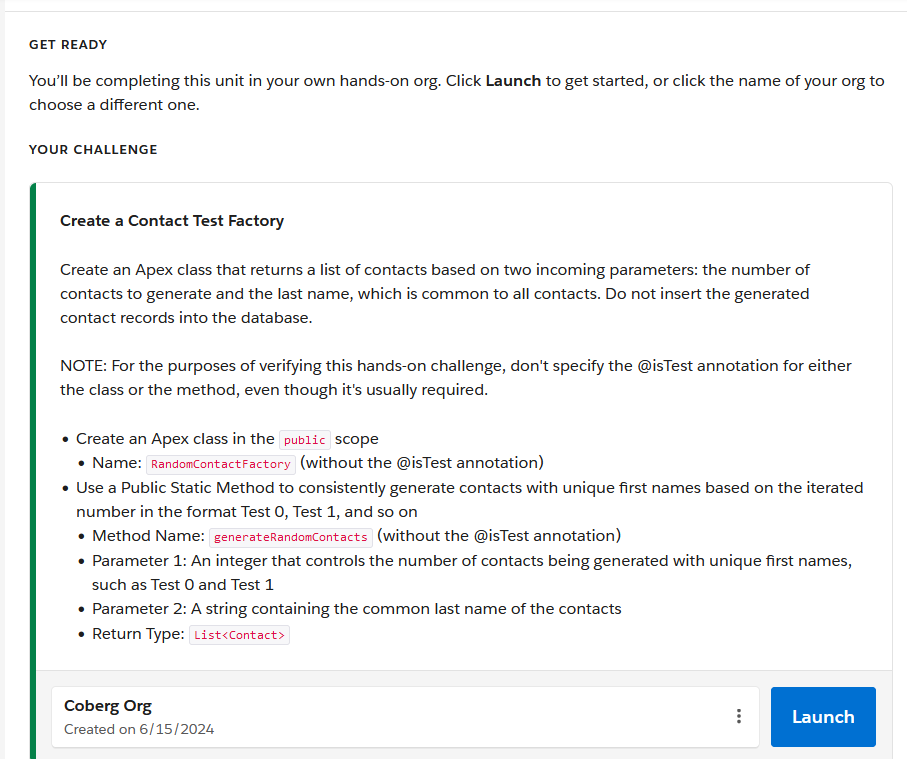 GET READY
You’ll be completing this unit in your own hands-on org. Click Launch to get started, or click the name of your org to
choose a different one.
YOUR CHALLENGE
Create a Contact Test Factory
Create an Apex class that returns a list of contacts based on two incoming parameters: the number of
contacts to generate and the last name, which is common to all contacts. Do not insert the generated
contact records into the database.
NOTE: For the purposes of verifying this hands-on challenge, don't specify the @isTest annotation for either
the class or the method, even though it's usually required.
• Create an Apex class in the public scope
• Name: RandomContactFactory (without the @isTest annotation)
• Use a Public Static Method to consistently generate contacts with unique first names based on the iterated
number in the format Test 0, Test 1, and so on
• Method Name: generateRandomContacts (without the @isTest annotation)
• Parameter 1: An integer that controls the number of contacts being generated with unique first names,
such as Test 0 and Test 1
• Parameter 2: A string containing the common last name of the contacts
• Return Type: List<Contact>
Coberg Org
Created on 6/15/2024
Launch